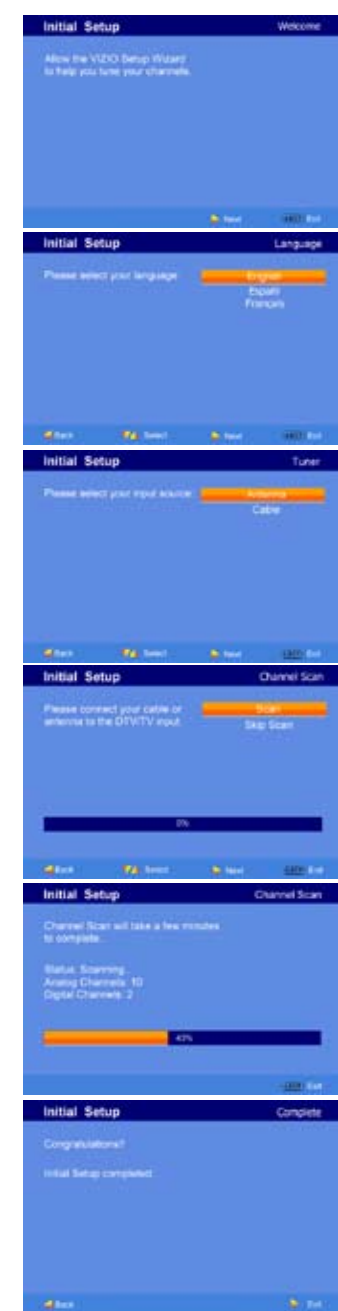 Initial Setup Welcome
Allow the VIZIO Setup Wizard
to help you tune your channels.
Next EXIT Exit
Initial Setup Language
Please select your language English
Español
Français
Back Select Next EXIT Exit
Initial Setup Tuner
Please select your input source: Antenna
Cable
Back Select Next EXIT Exit
Initial Setup Channel Scan
Please connect your cable or Scan
antenna to the DTV/TV input. Skip Scan
0%
Back Select Next EXIT Exit
Initial Setup Channel Scan
Channel Scan will take a few minutes
to complete...
Status: Scanning...
Analog Channels: 10
Digital Channels: 2
43%
EXIT Exit
Initial Setup Complete
Congratulations!!
Initial Setup completed.
Back Exit